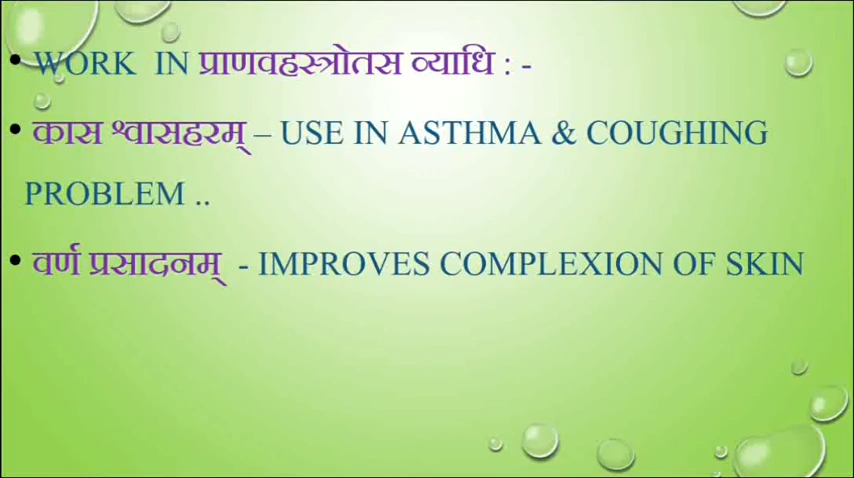 • WORK IN प्राणवहस्त्रोतस व्याधि : -
• कास श्वासहरम् – USE IN ASTHMA & COUGHING
PROBLEM ..
• वर्ण प्रसादनम् - IMPROVES COMPLEXION OF SKIN